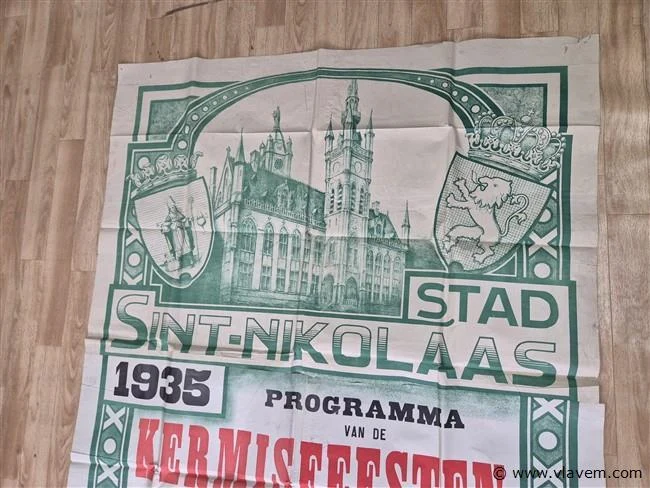 STAD
SINT-NIKOLAAS
1935
PROGRAMMA
VAN DE
KERMISFEESTEN
© www.vlavem.com